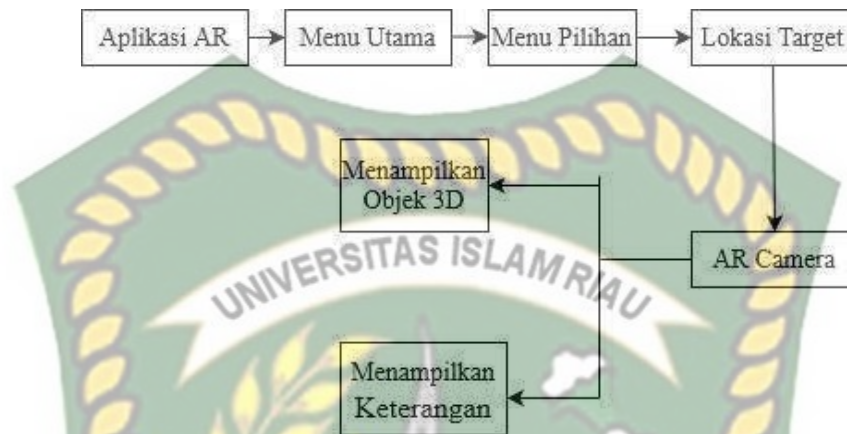 Aplikasi AR
Menu Utama
Menu Pilihan
Lokasi Target
Menampilkan
Objek 3D
AR Camera
UNIVERSITAS ISLAM RIAU
Menampilkan
Keterangan